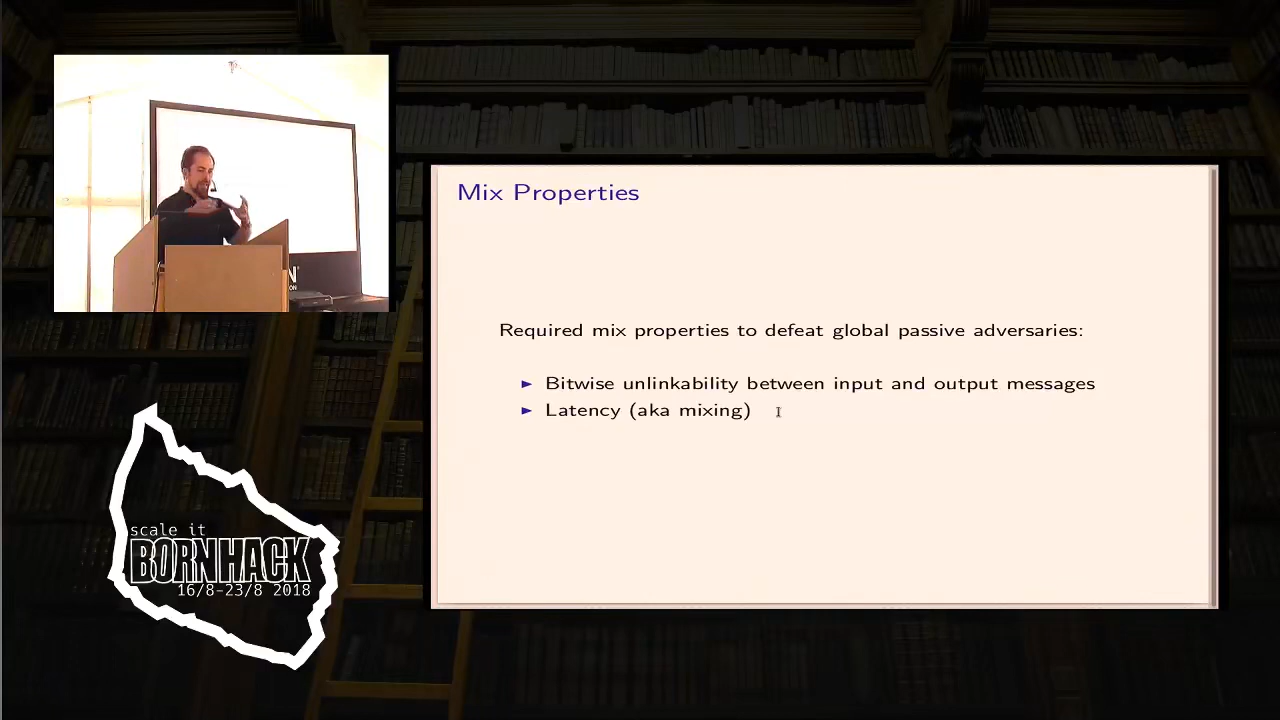 Mix Properties
Required mix properties to defeat global passive adversaries:
► Bitwise unlinkability between input and output messages
► Latency (aka mixing)
scale it
BORNHACK
16/8-23/8 2018